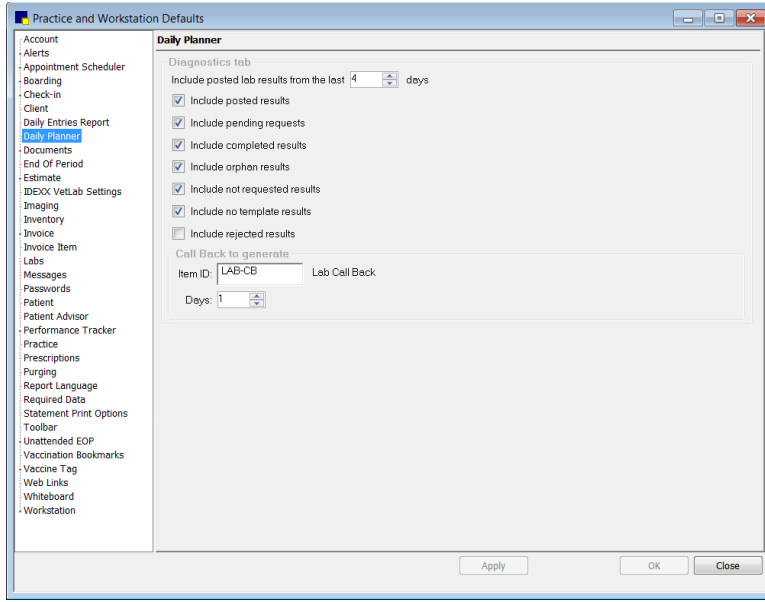 Practice and Workstation Defaults
Account
Alerts
Appointment Scheduler
Boarding
Check-in
Client
Daily Entries Report
Daily Planner
Documents
End Of Period
Estimate
IDEXX VetLab Settings
Imaging
Inventory
Invoice
Invoice Item
Labs
Messages
Passwords
Patient
Patient Advisor
Performance Tracker
Practice
Prescriptions
Purging
Report Language
Required Data
Statement Print Options
Toolbar
Unattended EOP
Vaccination Bookmarks
Vaccine Tag
Web Links
Whiteboard
Workstation
Daily Planner
Diagnostics tab
Include posted lab results from the last 4 days
Include posted results
Include pending requests
Include completed results
Include orphan results
Include not requested results
Include no template results
Include rejected results
Call Back to generate
Item ID: LAB-CB Lab Call Back
Days: 1
Apply OK Close